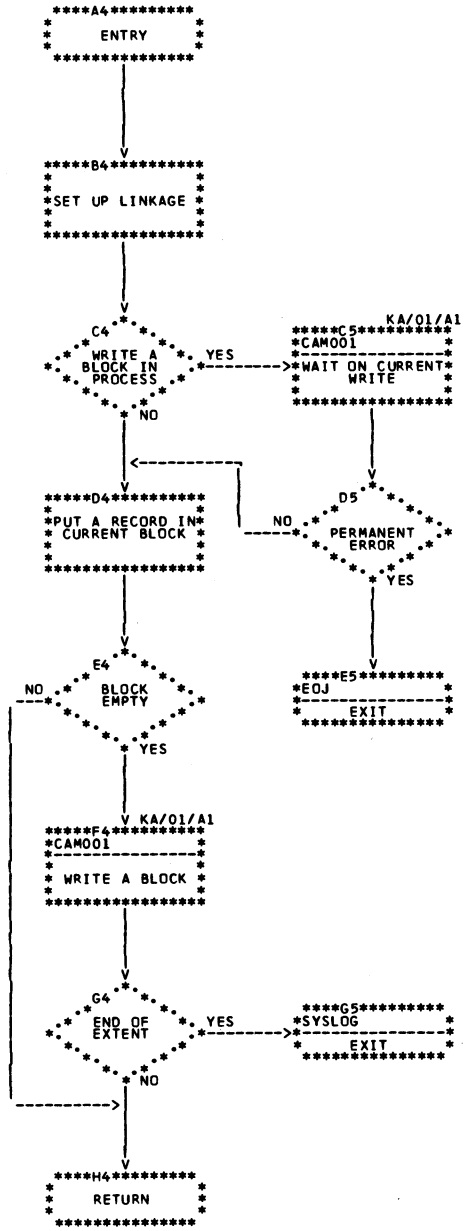 A4
ENTRY
B4
SET UP LINKAGE
C4
WRITE A
BLOCK IN
PROCESS
YES
NO
KA/01/A1
C5
CAM001
WAIT ON CURRENT
WRITE
D4
PUT A RECORD IN
CURRENT BLOCK
D5
PERMANENT
ERROR
NO
YES
E4
BLOCK
EMPTY
NO
YES
E5
EOJ
EXIT
KA/01/A1
F4
CAM001
WRITE A BLOCK
G4
END OF
EXTENT
YES
NO
G5
SYSLOG
EXIT
H4
RETURN